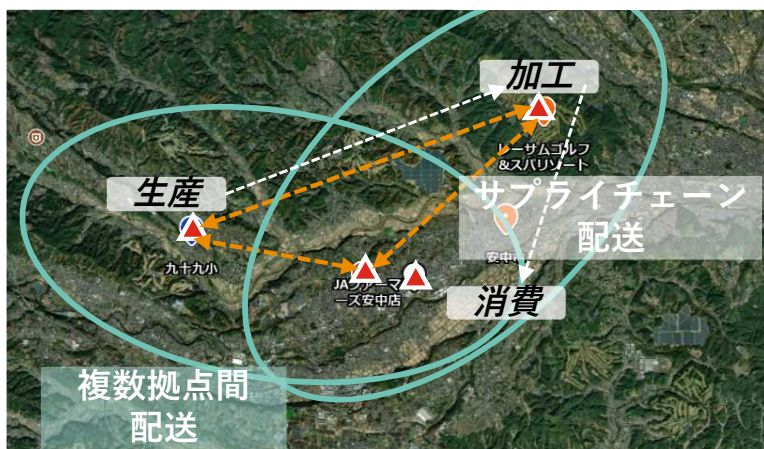 加工
レーサムゴルフ
&スパリゾート
生産
サプライチェーン
配送
九十九小
安中
JAファーマ
ーズ安中店
消費
複数拠点間
配送